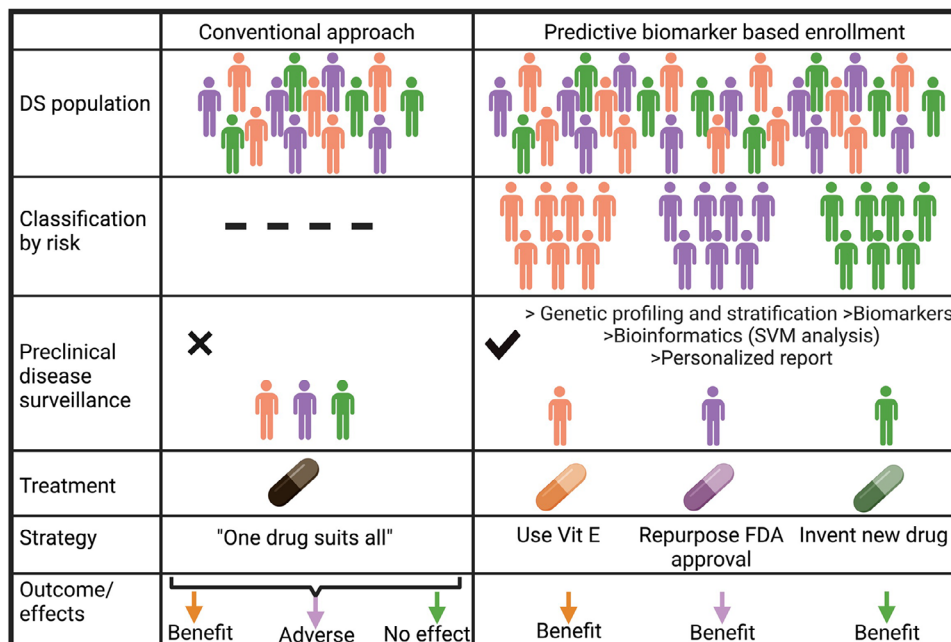 Conventional approach
Predictive biomarker based enrollment
DS population
Classification
by risk
Preclinical
disease
surveillance
> Genetic profiling and stratification >Biomarkers
>Bioinformatics (SVM analysis)
>Personalized report
Treatment
Strategy
"One drug suits all"
Use Vit E
Repurpose FDA
approval
Invent new drug
Outcome/
effects
Benefit
Adverse
No effect
Benefit
Benefit
Benefit